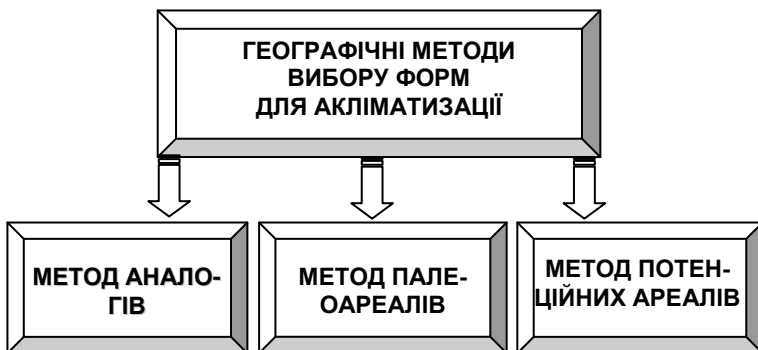 ГЕОГРАФІЧНІ МЕТОДИ
ВИБОРУ ФОРМ
ДЛЯ АКЛІМАТИЗАЦІЇ
МЕТОД АНАЛО-
ГІВ
МЕТОД ПАЛЕ-
ОАРЕАЛІВ
МЕТОД ПОТЕН-
ЦІЙНИХ АРЕАЛІВ